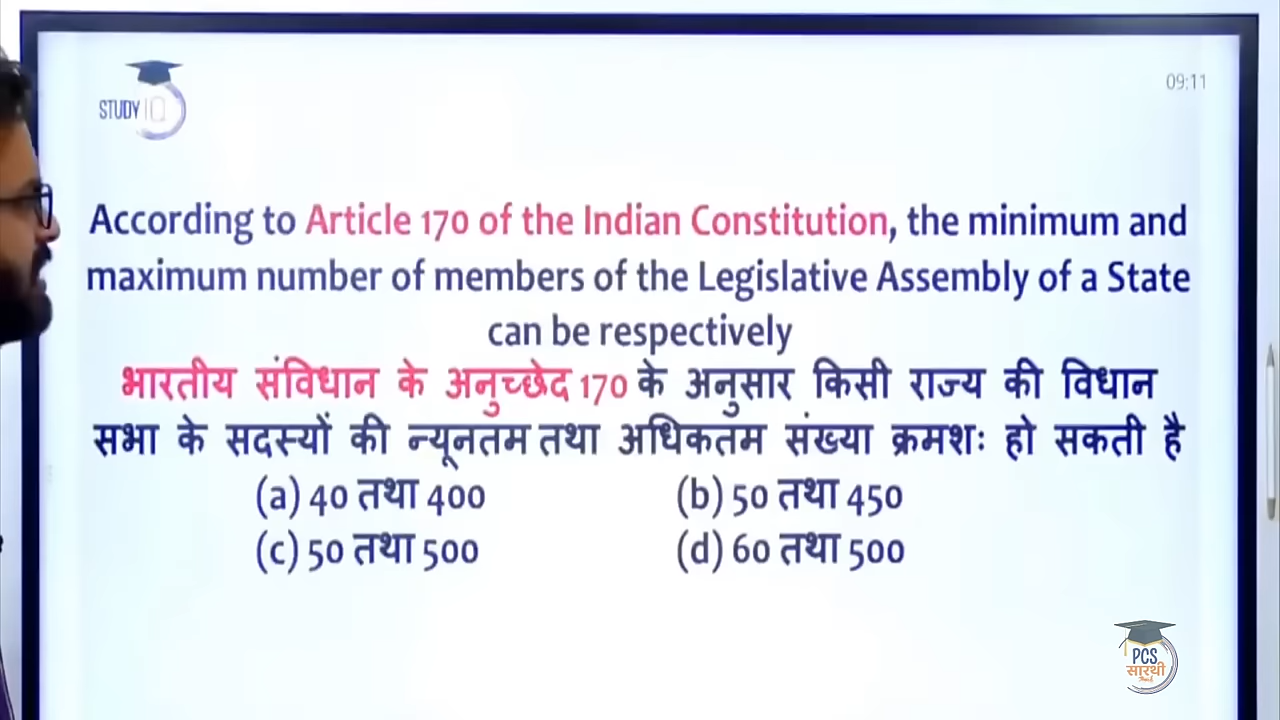 STUDY IQ
09:11
According to Article 170 of the Indian Constitution, the minimum and
maximum number of members of the Legislative Assembly of a State
can be respectively
भारतीय संविधान के अनुच्छेद 170 के अनुसार किसी राज्य की विधान
सभा के सदस्यों की न्यूनतम तथा अधिकतम संख्या क्रमशः हो सकती है
(a) 40 तथा 400 (b) 50 तथा 450
(c) 50 तथा 500 (d) 60 तथा 500
PCS
सारथी